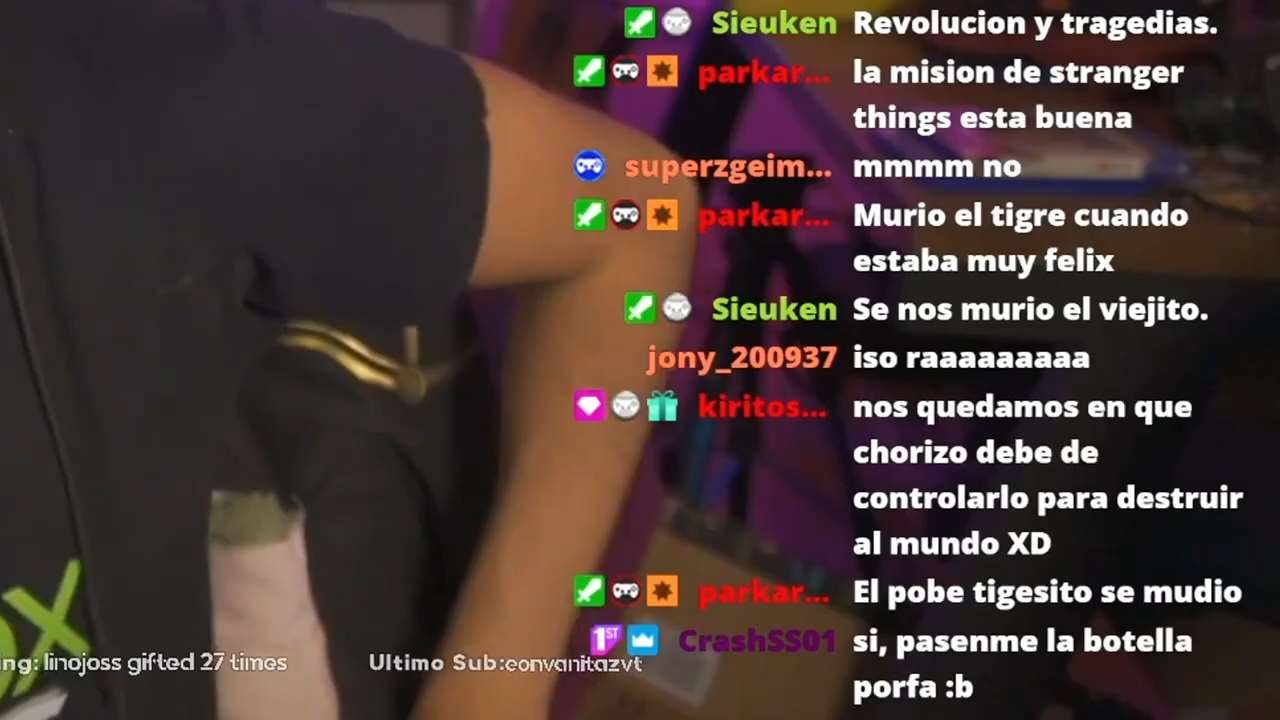 Sieuken Revolucion y tragedias.
parkar... la mision de stranger
things esta buena
superzgeim... mmmm no
parkar... Murio el tigre cuando
estaba muy felix
Sieuken Se nos murio el viejito.
jony_200937 iso raaaaaaaaa
kiritos... nos quedamos en que
chorizo debe de
controlarlo para destruir
al mundo XD
parkar... El pobe tigesito se mudio
1ST CrashSS01 si, pasenme la botella
porfa :b
ng: linojoss gifted 27 times
Ultimo Sub:eonvanitazvt
X